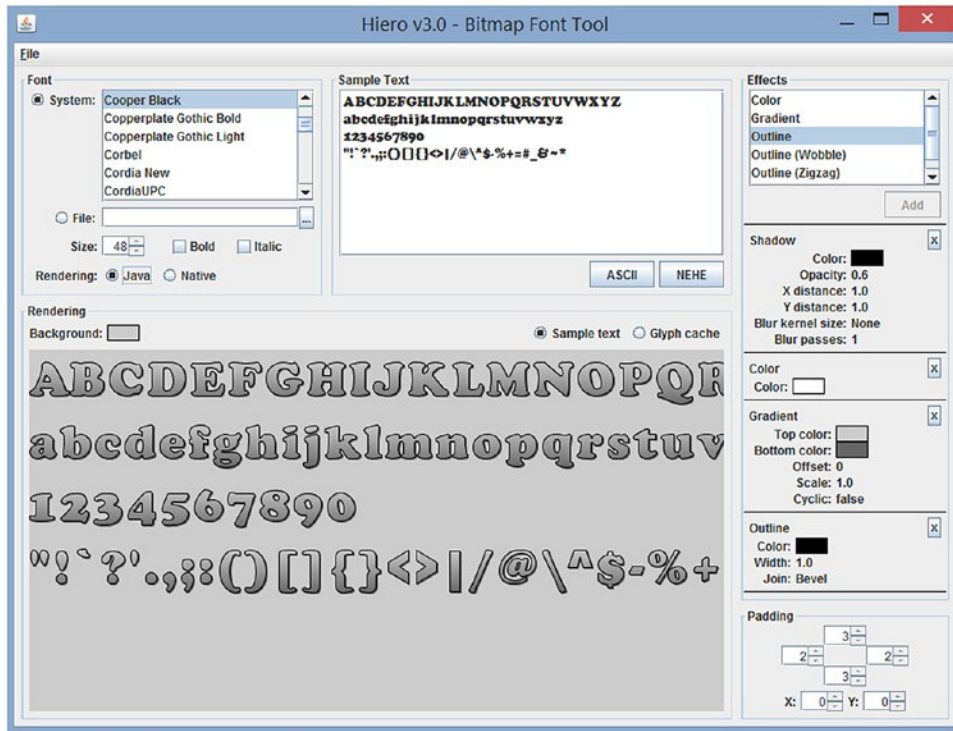 Hiero v3.0 - Bitmap Font Tool
File
Font
System:
Cooper Black
Copperplate Gothic Bold
Copperplate Gothic Light
Corbel
Cordia New
CordiaUPC
File:
...
Size: 48 Bold Italic
Rendering: Java Native
Sample Text
ABCDEFGHIJKLMNOPQRSTUVWXYZ
abcdefghijklmnopqrstuvwxyz
1234567890
"!`?'.,;:()[]{}<>|/@\^$-%+=#_&~*
ASCII NEHE
Rendering
Background:
Sample text Glyph cache
ABCDEFGHIJKLMNOPQR
abcdefghijklmnopqrstuv
1234567890
"!`?'.,;:()[]{}<>|/@\^$-%+
Effects
Color
Gradient
Outline
Outline (Wobble)
Outline (Zigzag)
Add
Shadow X
Color:
Opacity: 0.6
X distance: 1.0
Y distance: 1.0
Blur kernel size: None
Blur passes: 1
Color X
Color:
Gradient X
Top color:
Bottom color:
Offset: 0
Scale: 1.0
Cyclic: false
Outline X
Color:
Width: 1.0
Join: Bevel
Padding
3
2 2
3
X: 0 Y: 0